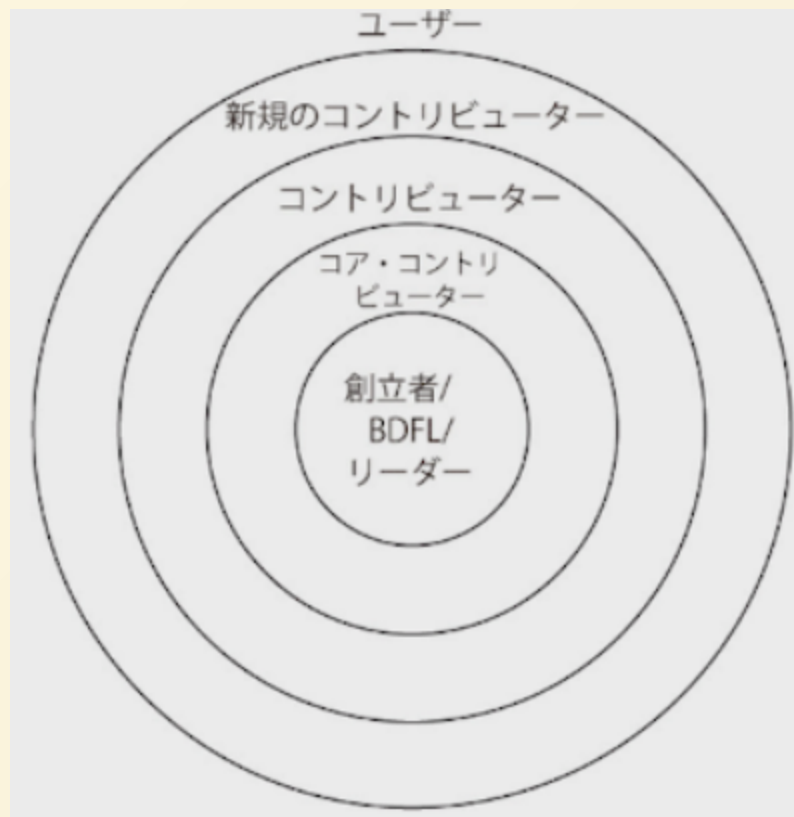 ユーザー
新規のコントリビューター
コントリビューター
コア・コントリ
ビューター
創立者/
BDFL/
リーダー